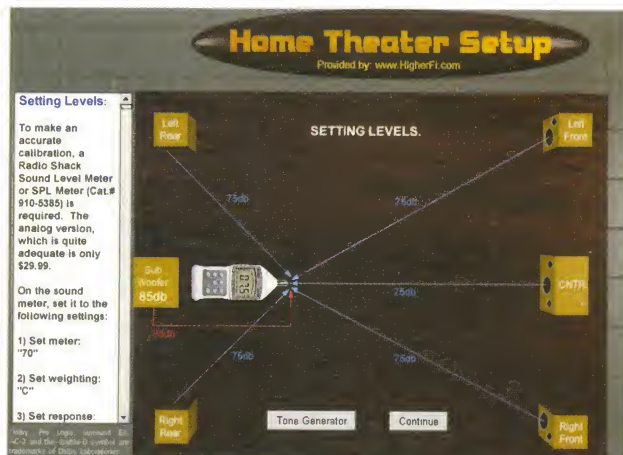 Home Theater Setup
Provided by: www.HigherFi.com
Setting Levels:
To make an
accurate
calibration, a
Radio Shack
Sound Level Meter
or SPL Meter (Cat.#
910-5385) is
required. The
analog version,
which is quite
adequate is only
$29.99.
On the sound
meter, set it to the
following settings:
1) Set meter:
"70"
2) Set weighting:
"C"
3) Set response:
trademarks of Dolby Laboratories
SETTING LEVELS.
Left
Rear
Left
Front
75db
75db
Sub
Woofer
85db
75db
CNTR
85db
75db
75db
Right
Rear
Tone Generator
Continue
Right
Front